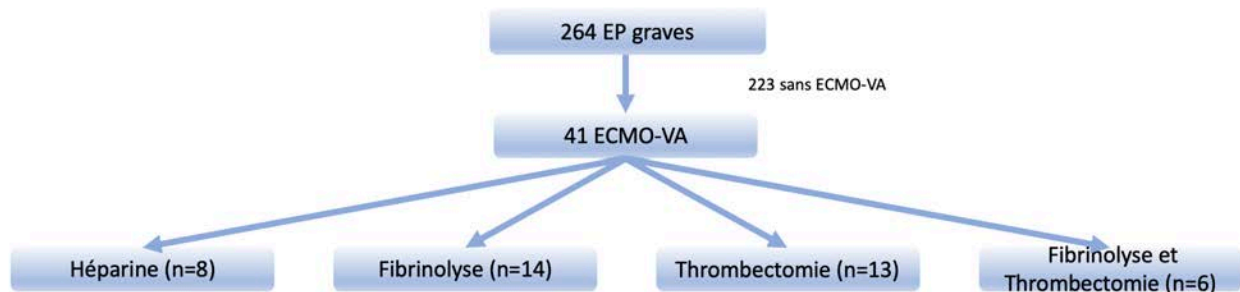 264 EP graves
223 sans ECMO-VA
41 ECMO-VA
Héparine (n=8)
Fibrinolyse (n=14)
Thrombectomie (n=13)
Fibrinolyse et
Thrombectomie (n=6)